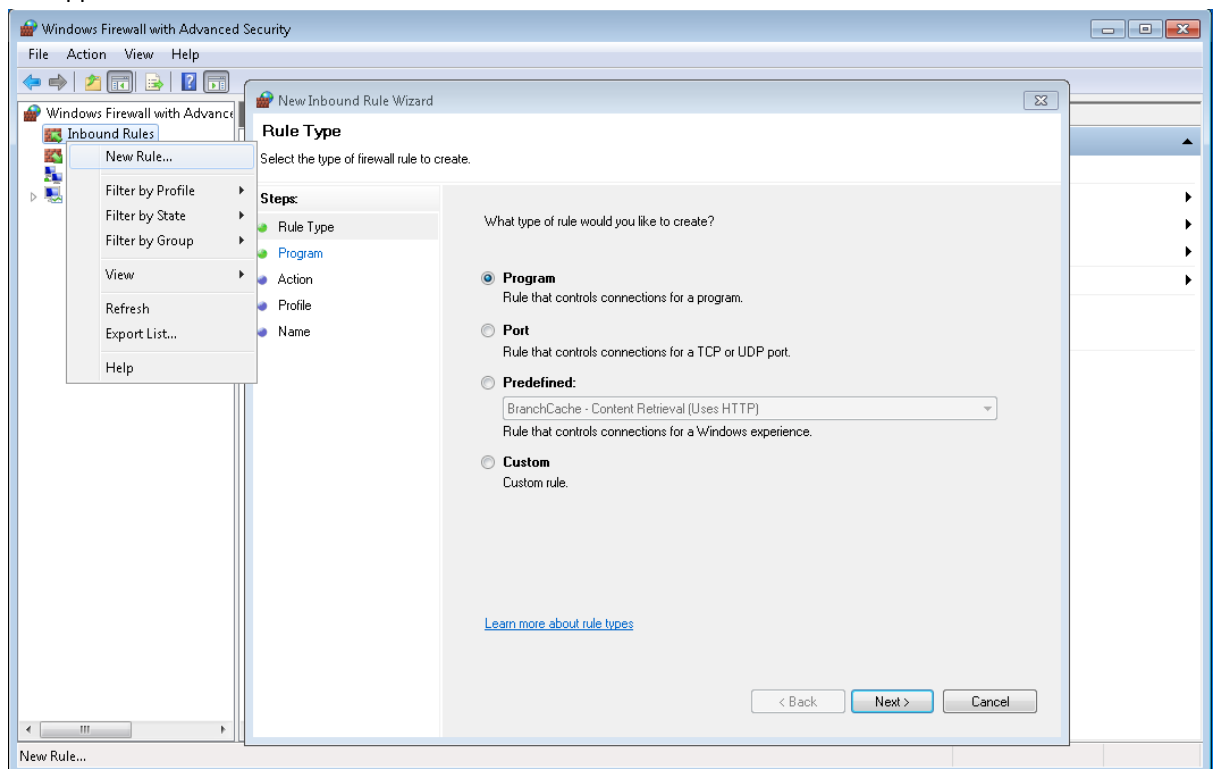 Windows Firewall with Advanced Security
File Action View Help
Windows Firewall with Advance
Inbound Rules
New Rule...
Filter by Profile
Filter by State
Filter by Group
View
Refresh
Export List...
Help
New Inbound Rule Wizard
Rule Type
Select the type of firewall rule to create.
Steps:
Rule Type
Program
Action
Profile
Name
What type of rule would you like to create?
Program
Rule that controls connections for a program.
Port
Rule that controls connections for a TCP or UDP port.
Predefined:
BranchCache - Content Retrieval (Uses HTTP)
Rule that controls connections for a Windows experience.
Custom
Custom rule.
Learn more about rule types
< Back Next > Cancel
New Rule...